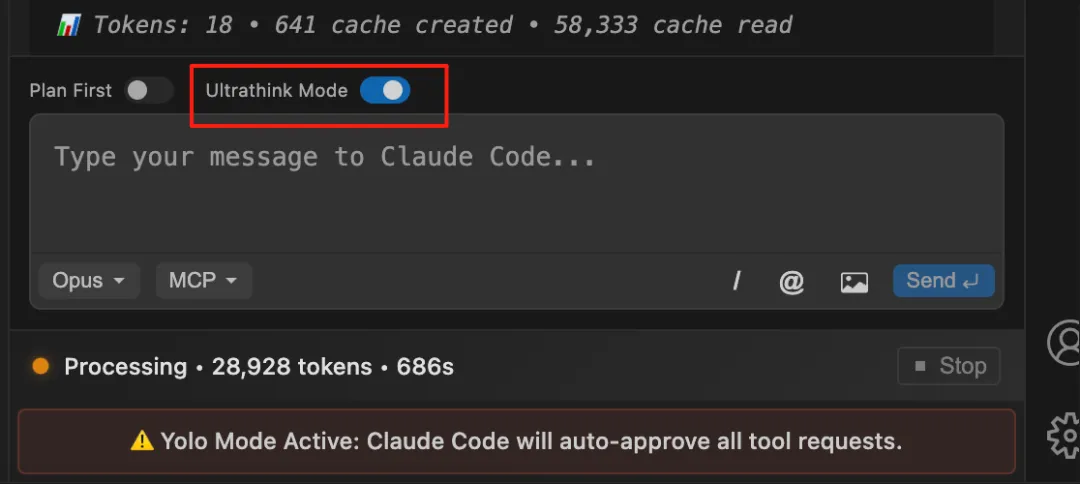 📊 Tokens: 18 • 641 cache created • 58,333 cache read
Plan First Ultrathink Mode
Type your message to Claude Code...
Opus MCP / @ Send ↵
Processing • 28,928 tokens • 686s Stop
⚠️ Yolo Mode Active: Claude Code will auto-approve all tool requests.